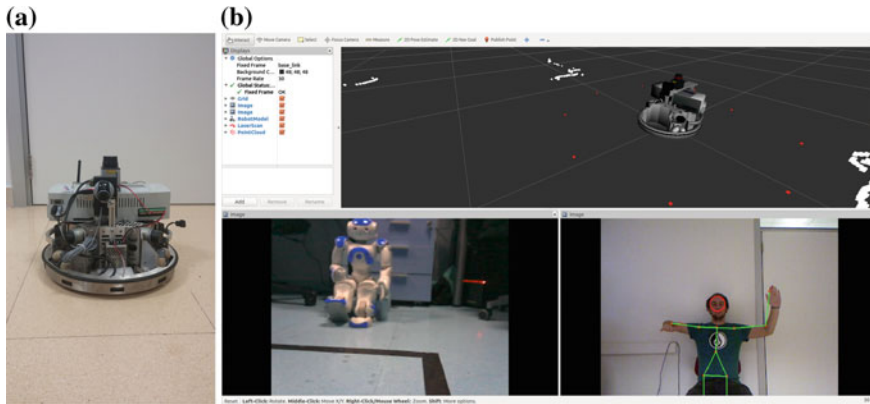 (a)
(b)
Interact Move Camera Select Focus Camera Measure 2D Pose Estimate 2D Nav Goal Publish Point
Displays
Global Options
Fixed Frame base_link
Background C... 48; 48; 48
Frame Rate 30
Global Status:...
Fixed Frame OK
Grid
Image
Image
RobotModel
LaserScan
PointCloud
Add Remove Rename
Image
Image
Reset Left-Click: Rotate. Middle-Click: Move X/Y. Right-Click/Mouse Wheel: Zoom. Shift: More options.